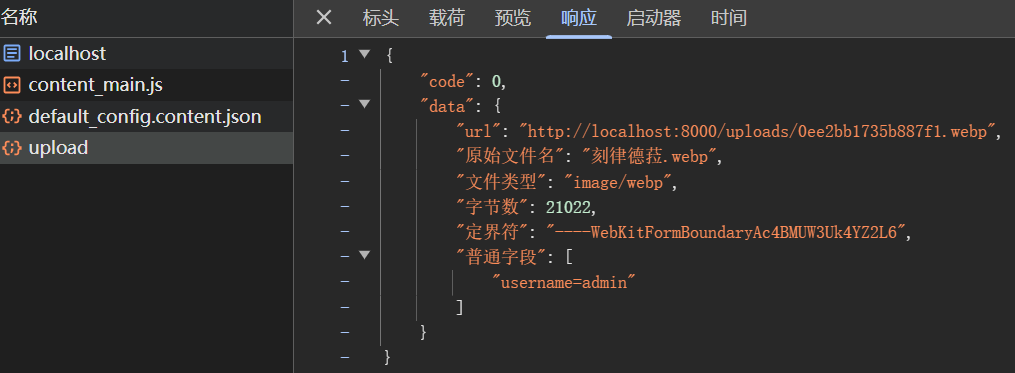 名称
localhost
content_main.js
default_config.content.json
upload
标头 载荷 预览 响应 启动器 时间
1 {
"code": 0,
"data": {
"url": "http://localhost:8000/uploads/0ee2bb1735b887f1.webp",
"原始文件名": "刻律德菈.webp",
"文件类型": "image/webp",
"字节数": 21022,
"定界符": "----WebKitFormBoundaryAc4BMUW3Uk4YZ2L6",
"普通字段": [
"username=admin"
]
}
}